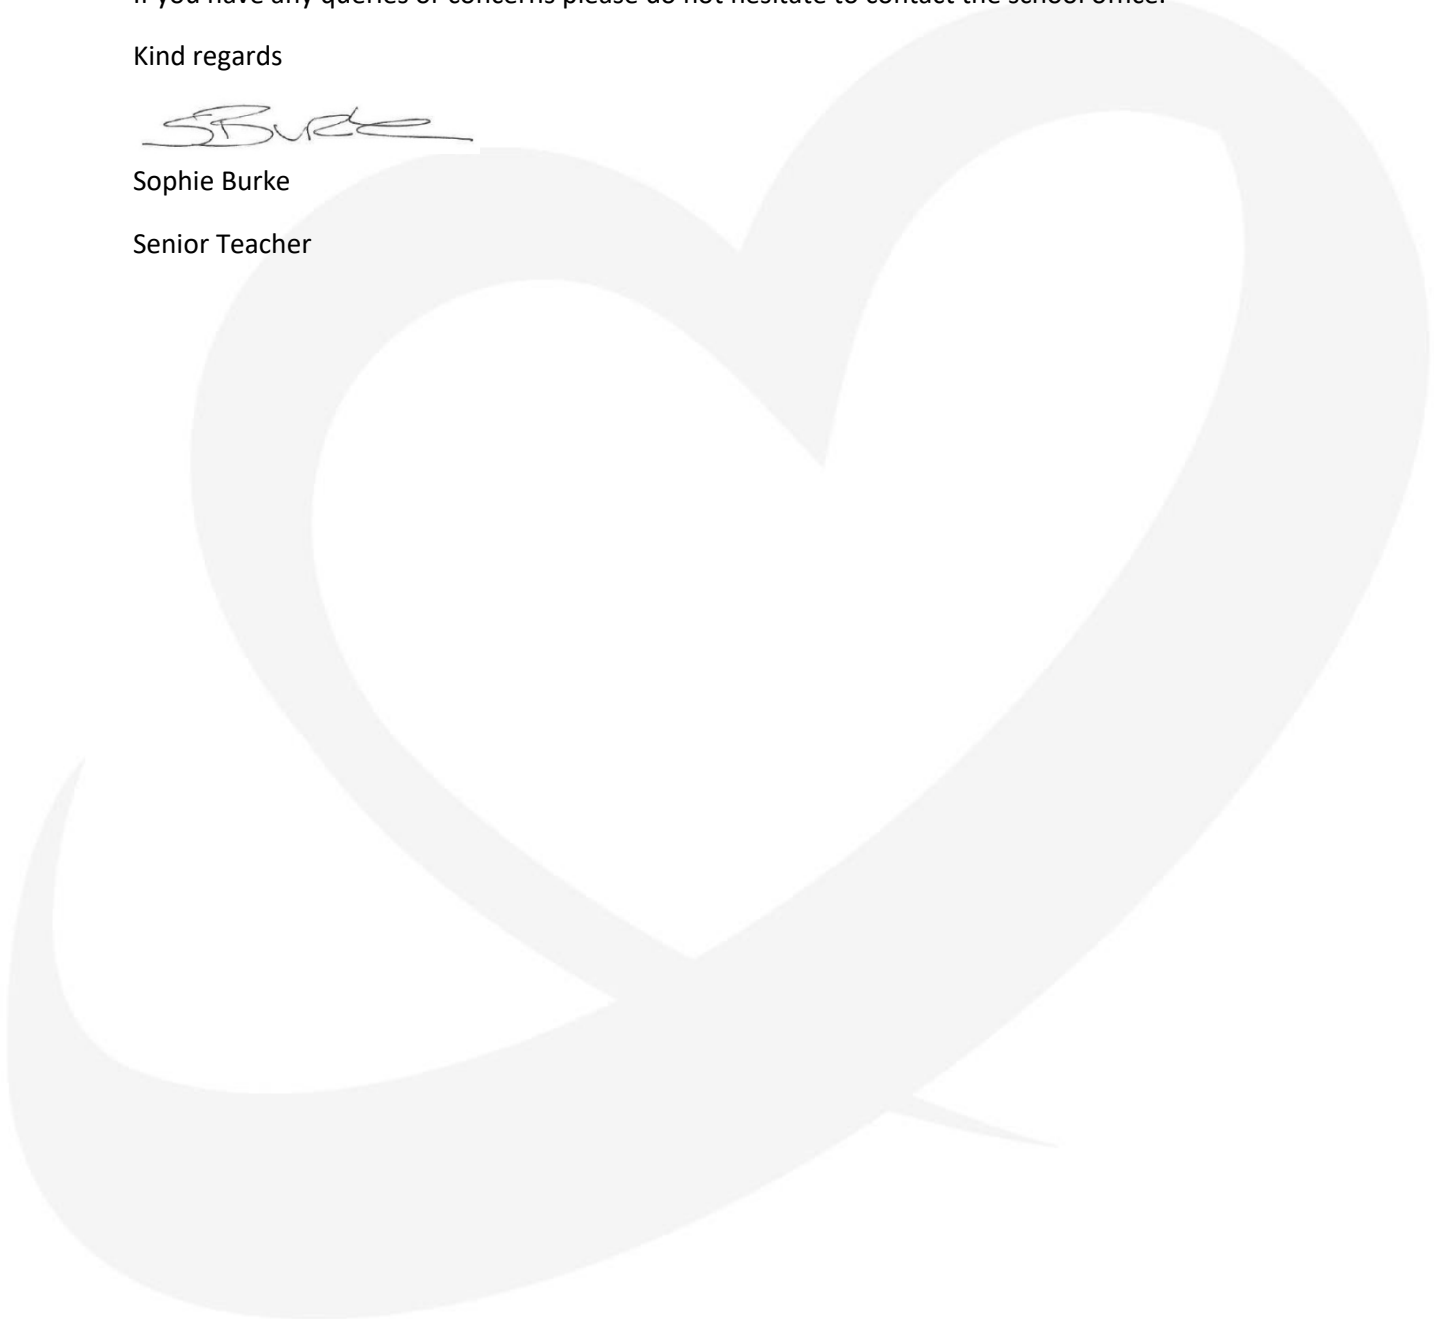 If you have any queries or concerns please do not hesitate to contact the school office.
Kind regards
SBurke
Sophie Burke
Senior Teacher